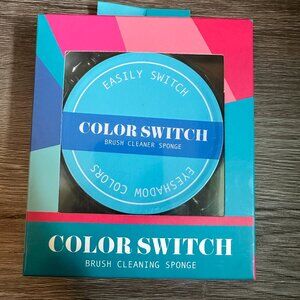 EASILY SWITCH
COLOR SWITCH
BRUSH CLEANER SPONGE
EYESHADOW COLORS
COLOR SWITCH
BRUSH CLEANING SPONGE